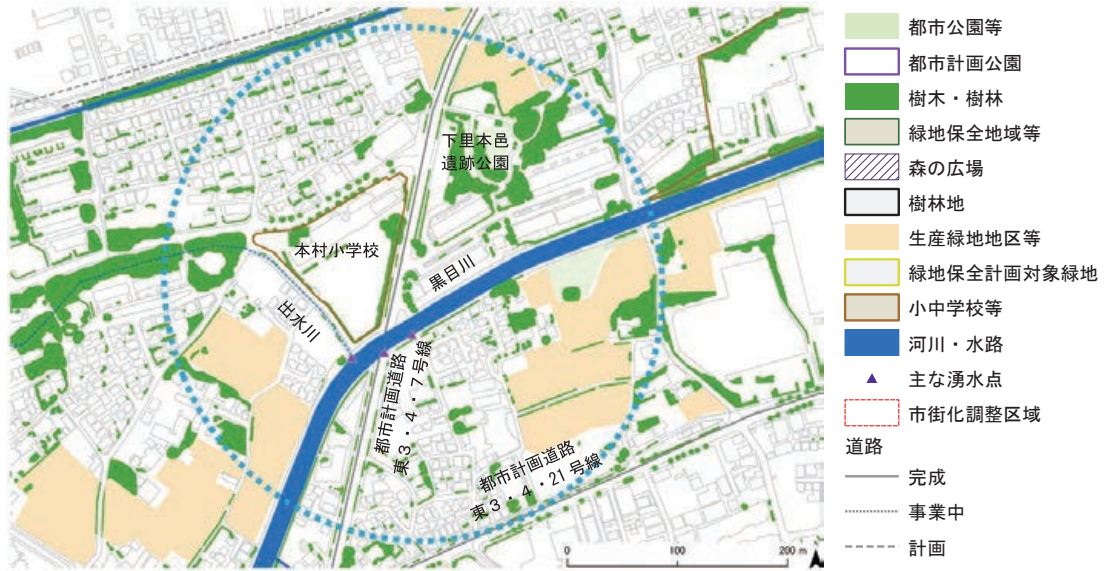 下里本邑
遺跡公園
本村小学校
黒目川
出水川
都市計画道路
東3・4・7号線
都市計画道路
東3・4・21号線
0 100 200 m
都市公園等
都市計画公園
樹木・樹林
緑地保全地域等
森の広場
樹林地
生産緑地地区等
緑地保全計画対象緑地
小中学校等
河川・水路
主な湧水点
市街化調整区域
道路
完成
事業中
計画